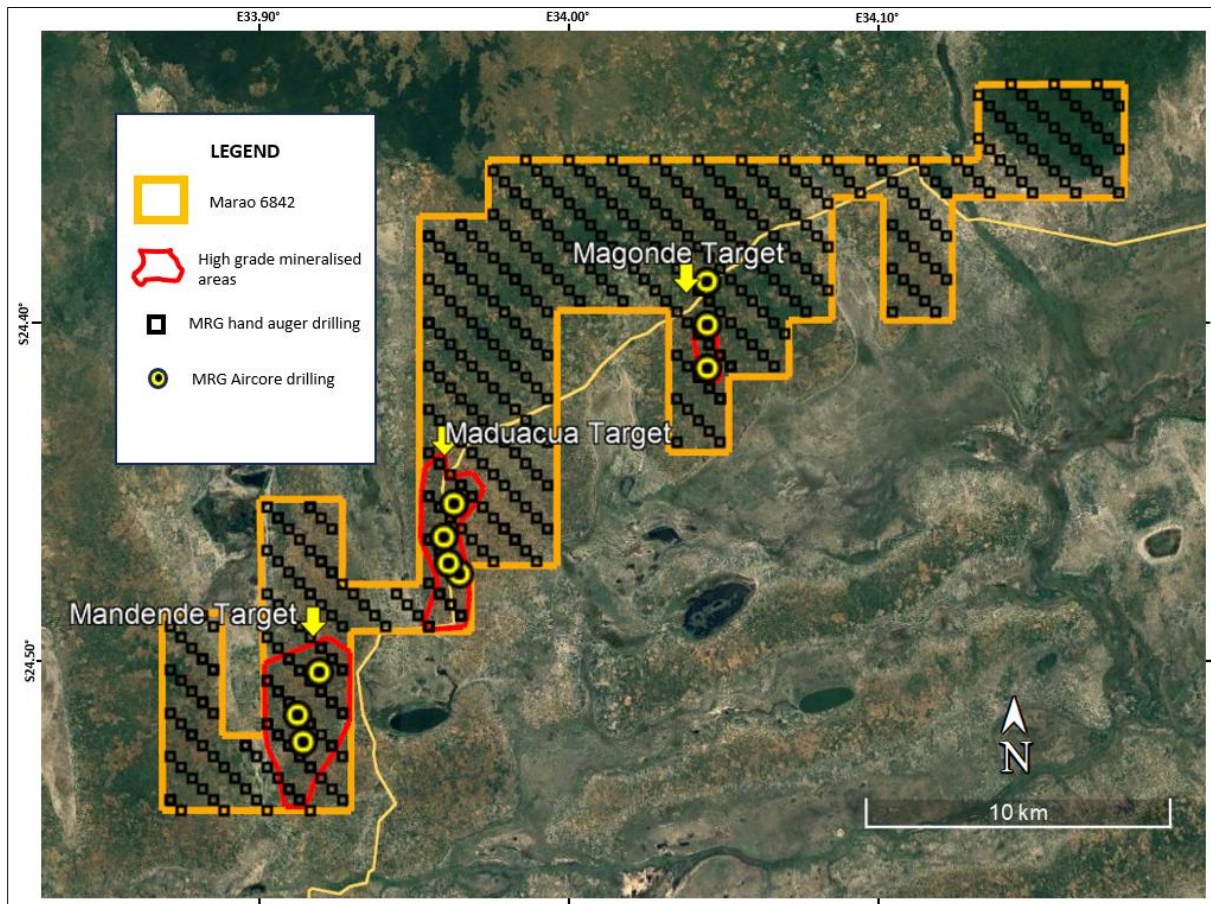 E33.90°
E34.00°
E34.10°
LEGEND
Marao 6842
High grade mineralised
areas
MRG hand auger drilling
MRG Aircore drilling
Magonde Target
S24.40°
Maduacua Target
Mandende Target
S24.50°
N
10 km